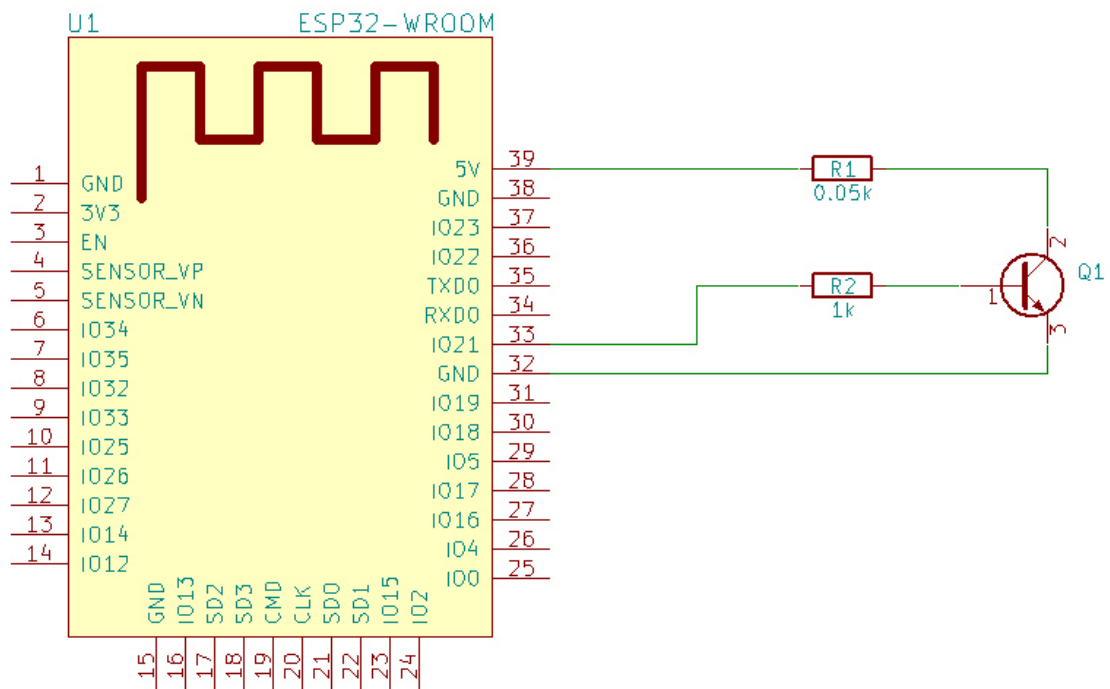 U1 ESP32-WROOM
1 GND
2 3V3
3 EN
4 SENSOR_VP
5 SENSOR_VN
6 IO34
7 IO35
8 IO32
9 IO33
10 IO25
11 IO26
12 IO27
13 IO14
14 IO12
5V 39
GND 38
IO23 37
IO22 36
TXD0 35
RXD0 34
IO21 33
GND 32
IO19 31
IO18 30
IO5 29
IO17 28
IO16 27
IO4 26
IO0 25
GND 15
IO13 16
SD2 17
SD3 18
CMD 19
CLK 20
SD0 21
SD1 22
IO15 23
IO2 24
R1
0.05k
R2
1k
2
1
3
Q1